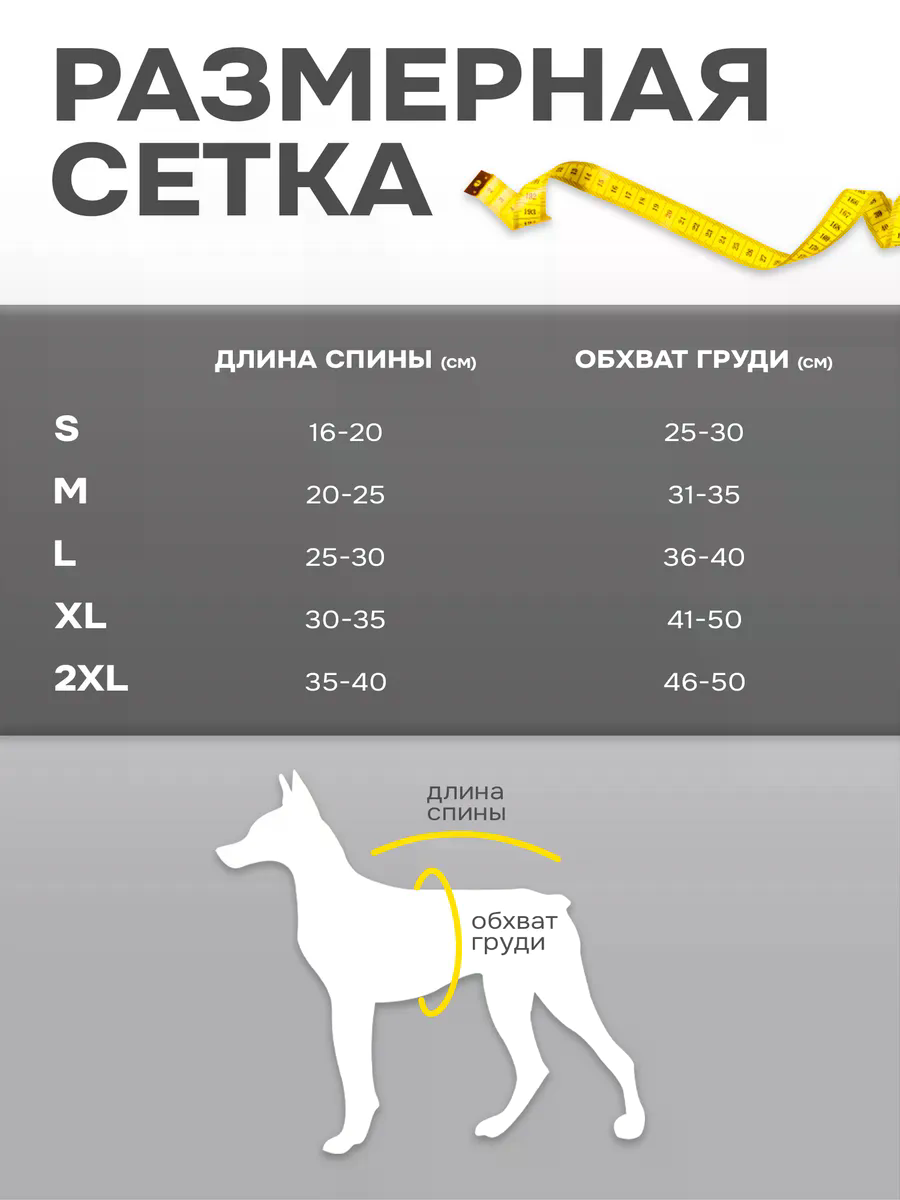 РАЗМЕРНАЯ
СЕТКА
ДЛИНА СПИНЫ (СМ) ОБХВАТ ГРУДИ (СМ)
S 16-20 25-30
M 20-25 31-35
L 25-30 36-40
XL 30-35 41-50
2XL 35-40 46-50
длина
спины
обхват
груди